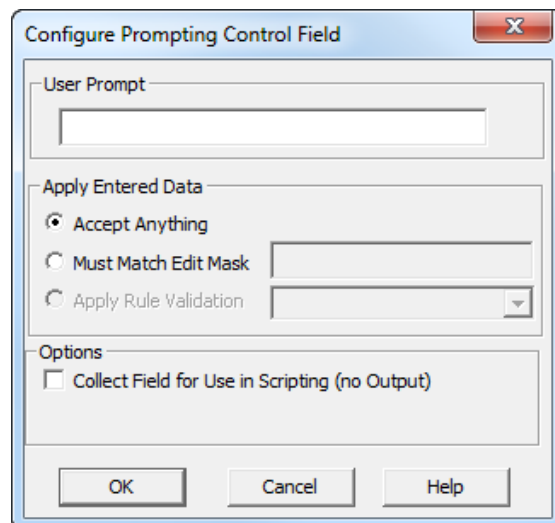 Configure Prompting Control Field
User Prompt
Apply Entered Data
Accept Anything
Must Match Edit Mask
Apply Rule Validation
Options
Collect Field for Use in Scripting (no Output)
OK Cancel Help